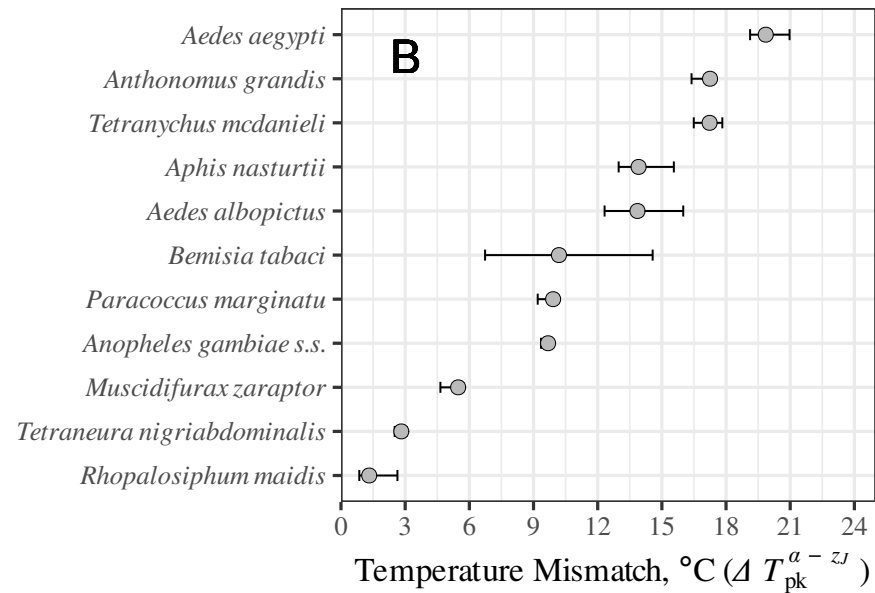 B
Aedes aegypti
Anthonomus grandis
Tetranychus mcdanieli
Aphis nasturtii
Aedes albopictus
Bemisia tabaci
Paracoccus marginatu
Anopheles gambiae s.s.
Muscidifurax zaraptor
Tetraneura nigriabdominalis
Rhopalosiphum maidis
0 3 6 9 12 15 18 21 24
Temperature Mismatch, °C (Δ T_pk^α − z_J)